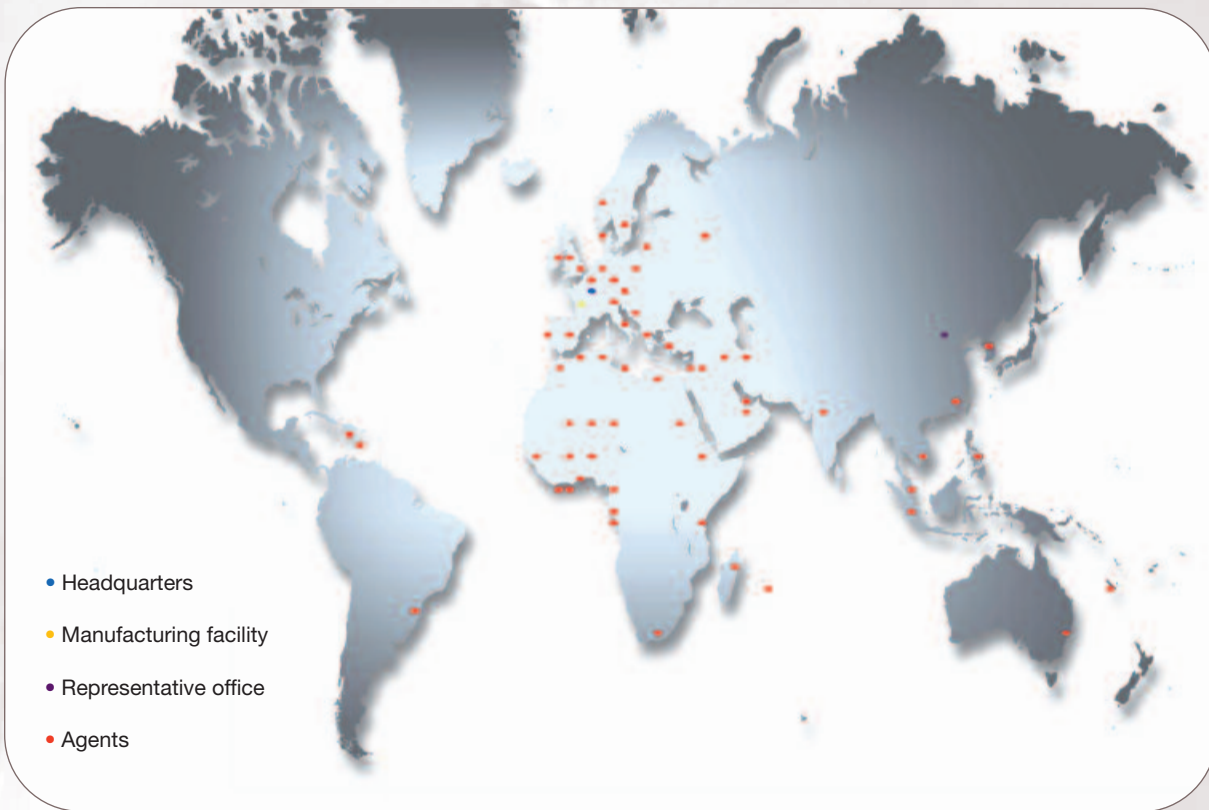 Headquarters
Manufacturing facility
Representative office
Agents